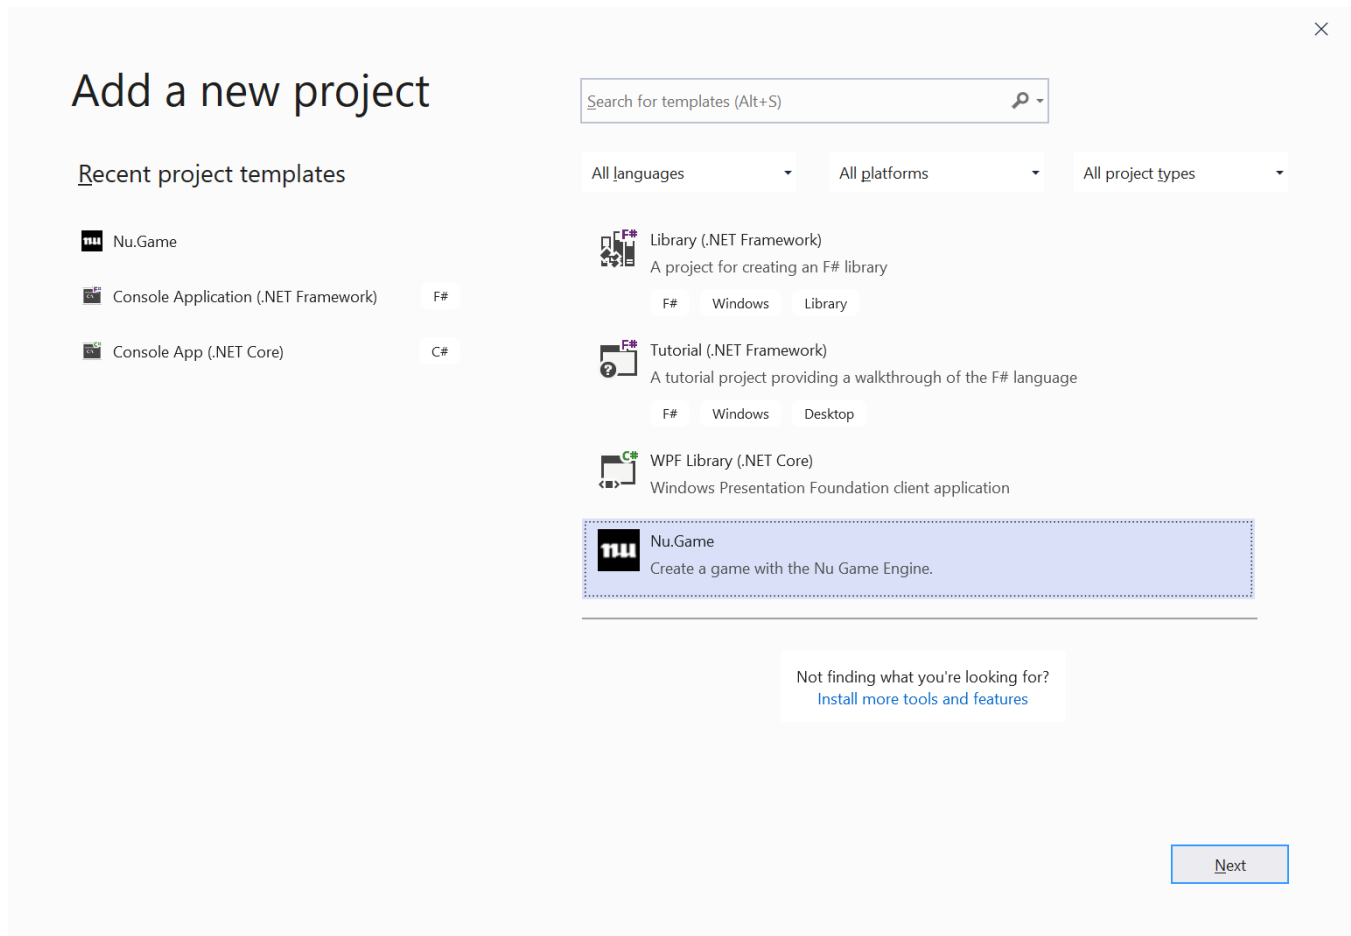 Add a new project
Search for templates (Alt+S)
Recent project templates
All languages
All platforms
All project types
nu
Nu.Game
Console Application (.NET Framework)
F#
Console App (.NET Core)
C#
F#
Library (.NET Framework)
A project for creating an F# library
F#
Windows
Library
F#
Tutorial (.NET Framework)
A tutorial project providing a walkthrough of the F# language
F#
Windows
Desktop
C#
WPF Library (.NET Core)
Windows Presentation Foundation client application
nu
Nu.Game
Create a game with the Nu Game Engine.
Not finding what you're looking for?
Install more tools and features
Next